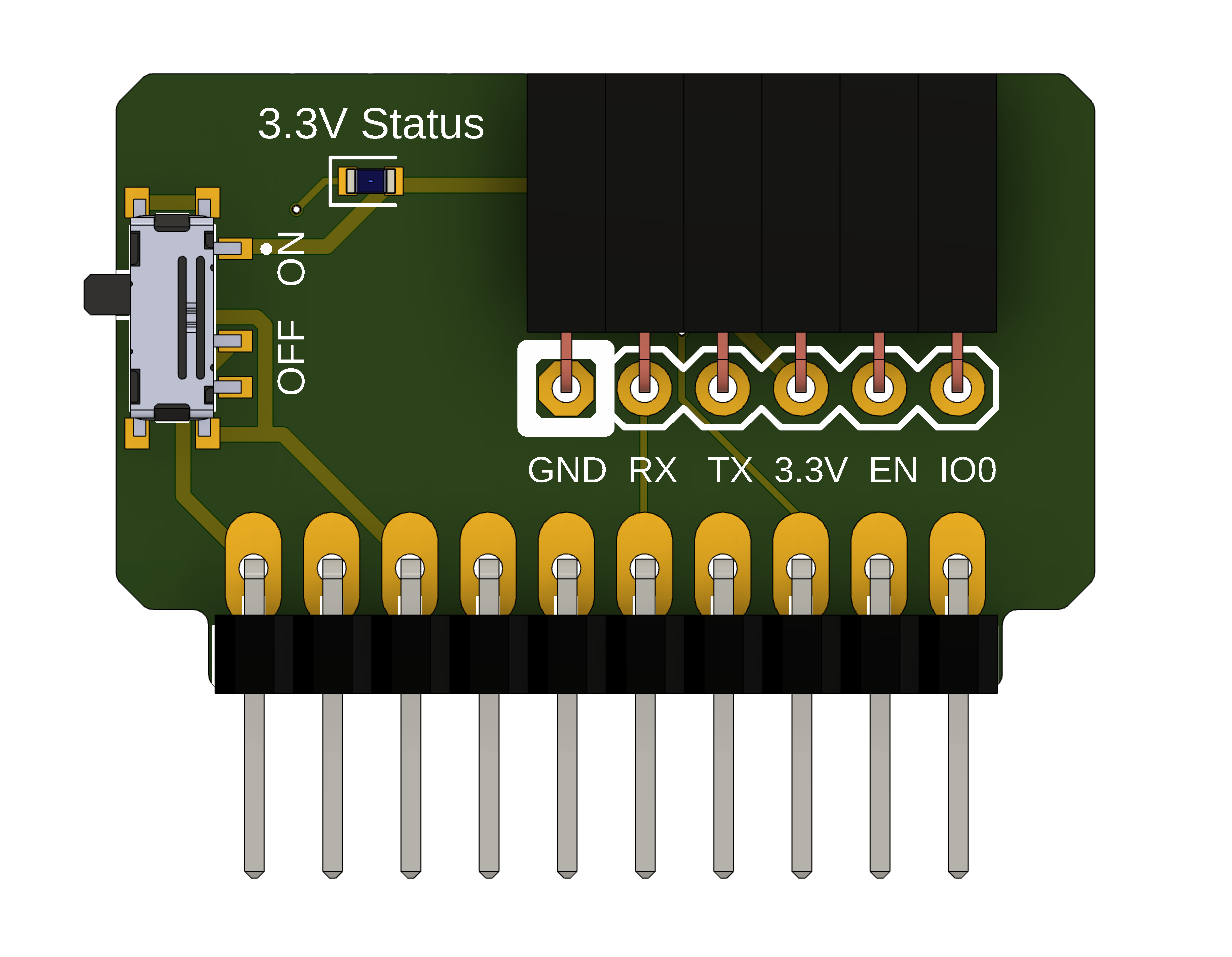 3.3V Status
ON
OFF
GND RX TX 3.3V EN IO0